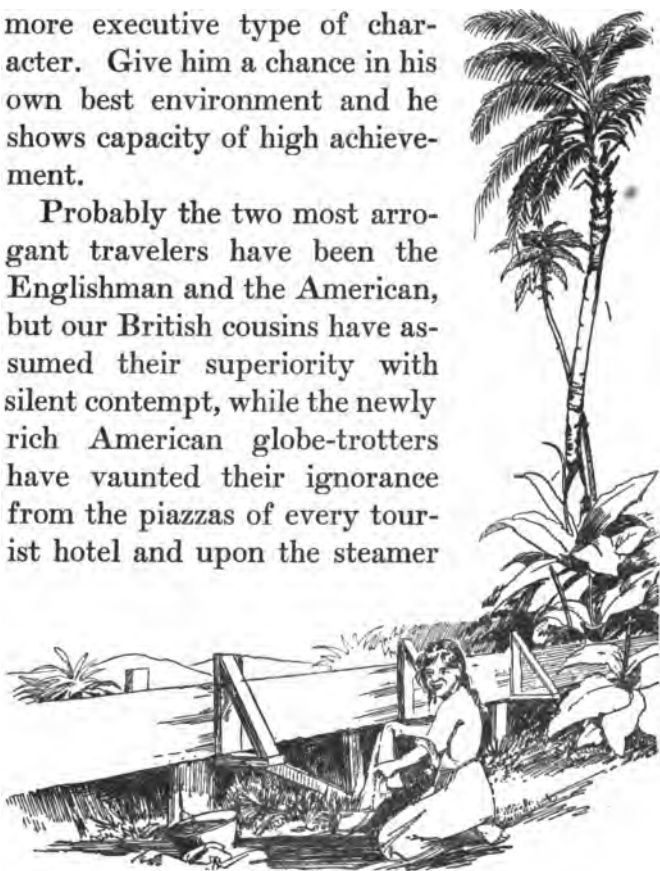 more executive type of char-
acter. Give him a chance in his
own best environment and he
shows capacity of high achieve-
ment.
Probably the two most arro-
gant travelers have been the
Englishman and the American,
but our British cousins have as-
sumed their superiority with
silent contempt, while the newly
rich American globe-trotters
have vaunted their ignorance
from the piazzas of every tour-
ist hotel and upon the steamer